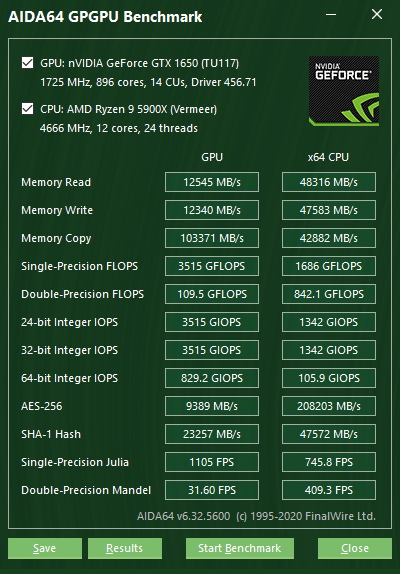 AIDA64 GPGPU Benchmark
GPU: nVIDIA GeForce GTX 1650 (TU117)
1725 MHz, 896 cores, 14 CUs, Driver 456.71
CPU: AMD Ryzen 9 5900X (Vermeer)
4666 MHz, 12 cores, 24 threads
NVIDIA
GEFORCE
GPU x64 CPU
Memory Read 12545 MB/s 48316 MB/s
Memory Write 12340 MB/s 47583 MB/s
Memory Copy 103371 MB/s 42882 MB/s
Single-Precision FLOPS 3515 GFLOPS 1686 GFLOPS
Double-Precision FLOPS 109.5 GFLOPS 842.1 GFLOPS
24-bit Integer IOPS 3515 GIOPS 1342 GIOPS
32-bit Integer IOPS 3515 GIOPS 1342 GIOPS
64-bit Integer IOPS 829.2 GIOPS 105.9 GIOPS
AES-256 9389 MB/s 208203 MB/s
SHA-1 Hash 23257 MB/s 47572 MB/s
Single-Precision Julia 1105 FPS 745.8 FPS
Double-Precision Mandel 31.60 FPS 409.3 FPS
AIDA64 v6.32.5600 (c) 1995-2020 FinalWire Ltd.
Save Results Start Benchmark Close